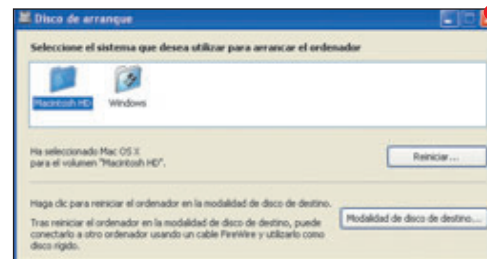 Disco de arranque
Seleccione el sistema que desea utilizar para arrancar el ordenador
Macintosh HD
Windows
Ha seleccionado Mac OS X
para el volumen "Macintosh HD".
Reiniciar...
Haga clic para reiniciar el ordenador en la modalidad de disco de destino.
Tras reiniciar el ordenador en la modalidad de disco de destino, puede
conectarlo a otro ordenador usando un cable FireWire y utilizarlo como
disco rígido.
Modalidad de disco de destino...